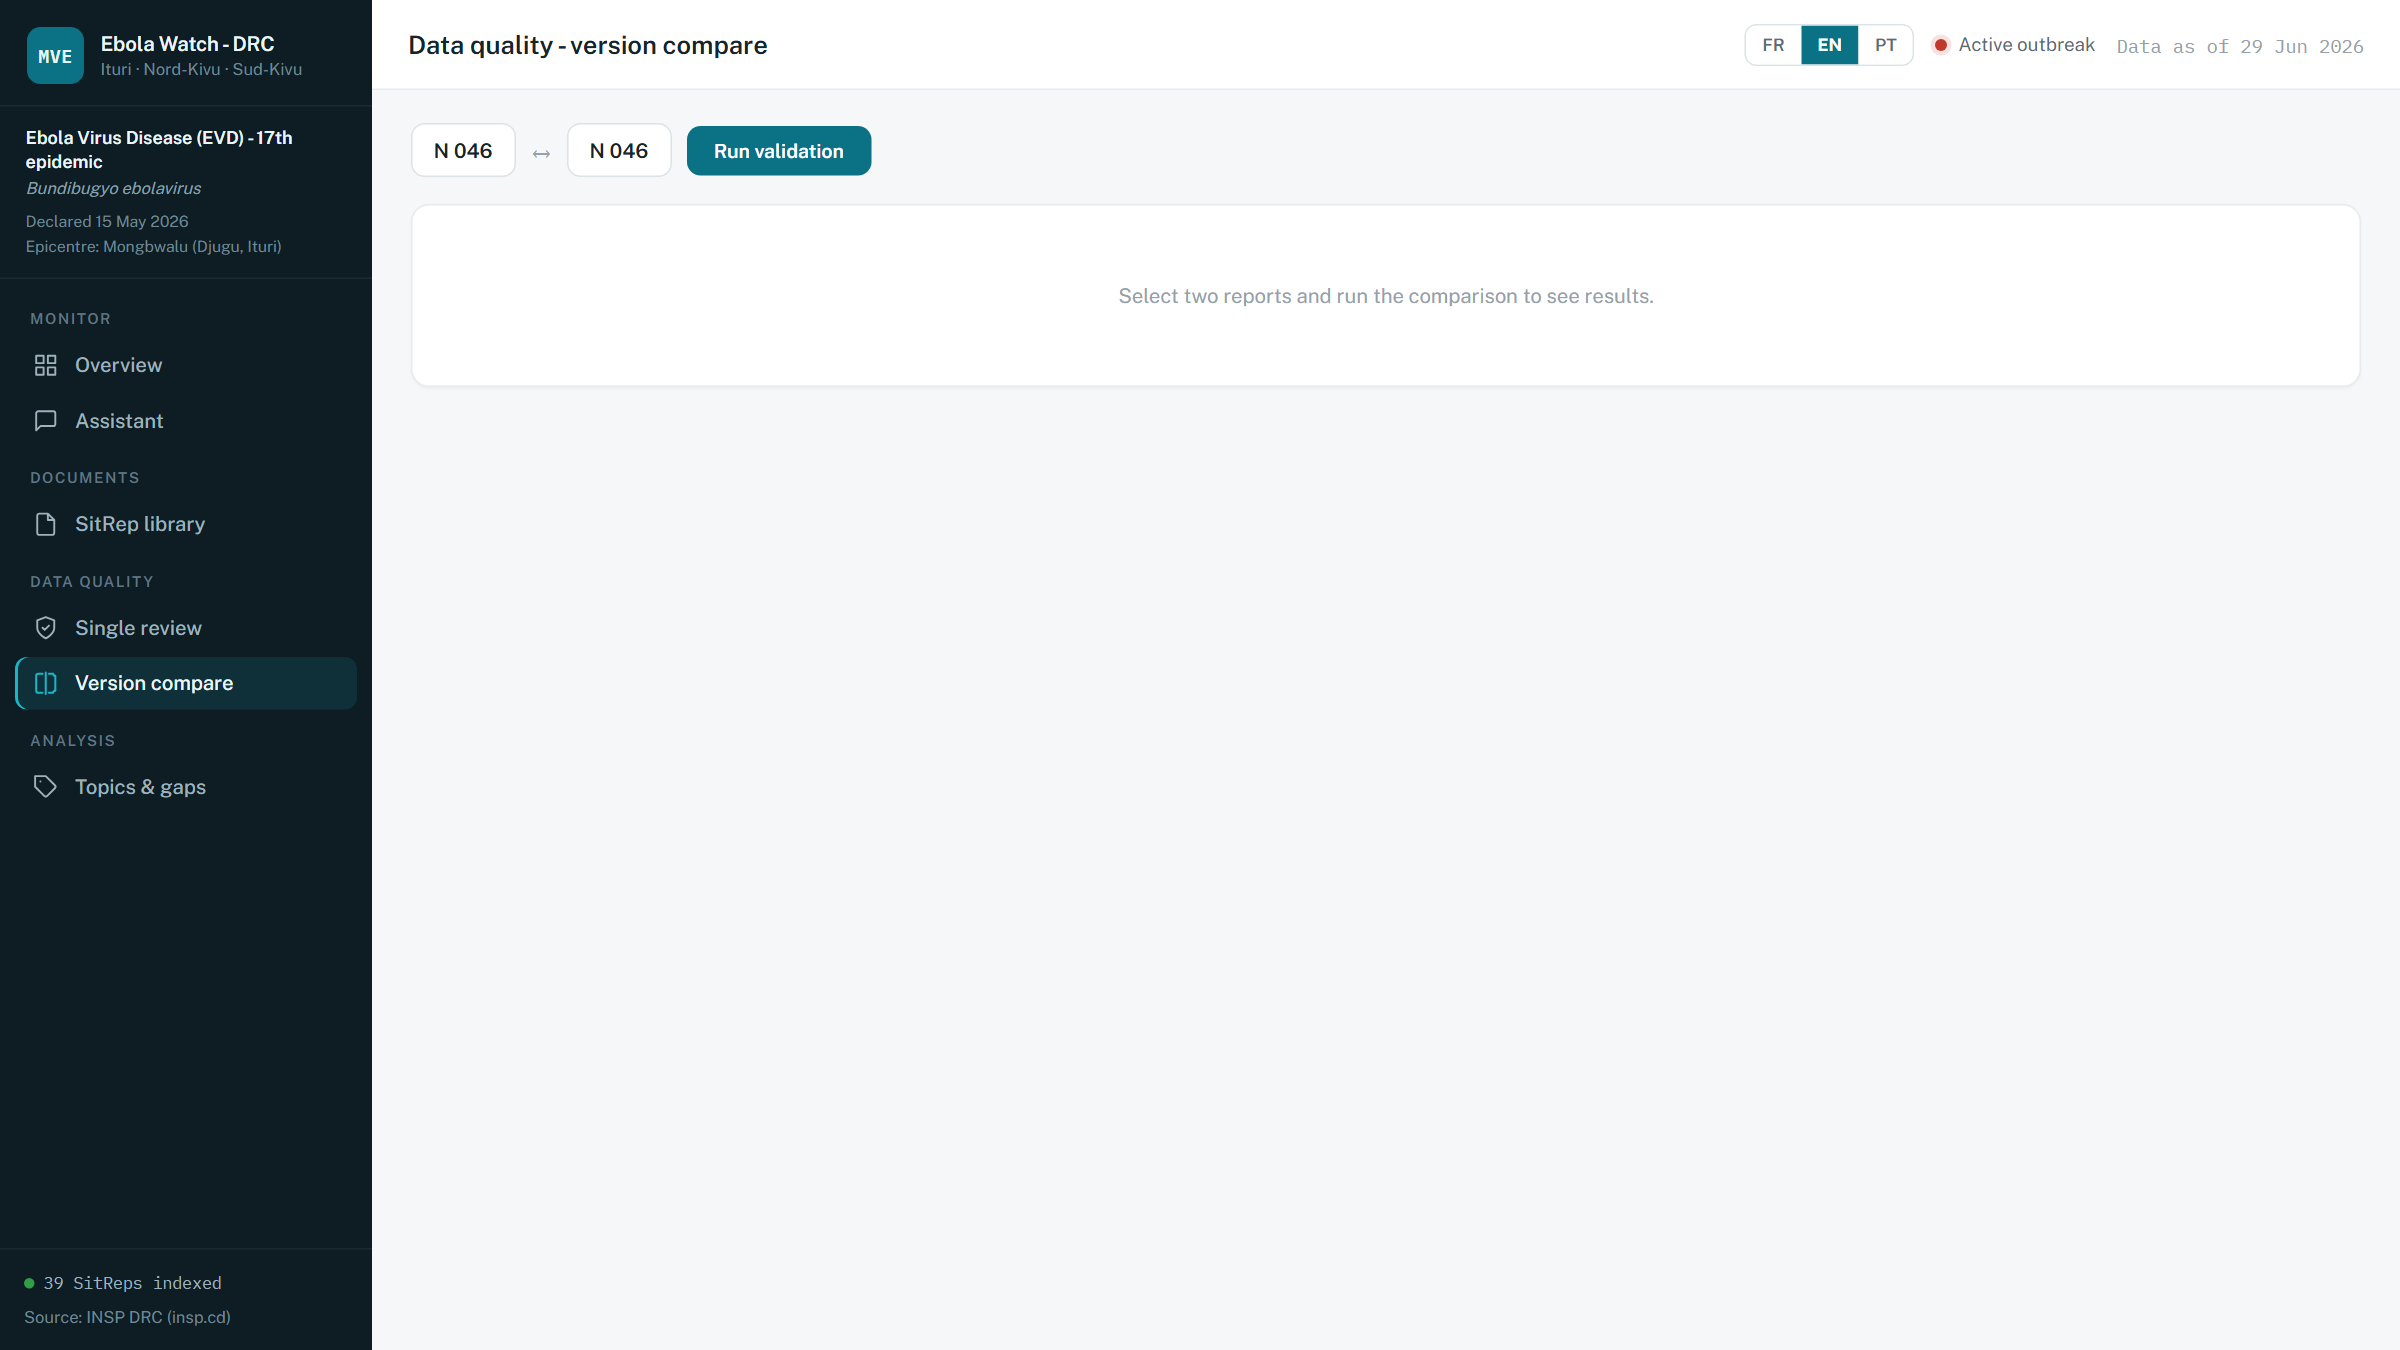 MVE
Ebola Watch - DRC
Ituri · Nord-Kivu · Sud-Kivu
Ebola Virus Disease (EVD) - 17th
epidemic
Bundibugyo ebolavirus
Declared 15 May 2026
Epicentre: Mongbwalu (Djugu, Ituri)
MONITOR
Overview
Assistant
DOCUMENTS
SitRep library
DATA QUALITY
Single review
Version compare
ANALYSIS
Topics & gaps
39 SitReps indexed
Source: INSP DRC (insp.cd)
Data quality - version compare
FR EN PT Active outbreak Data as of 29 Jun 2026
N 046 ↔ N 046 Run validation
Select two reports and run the comparison to see results.